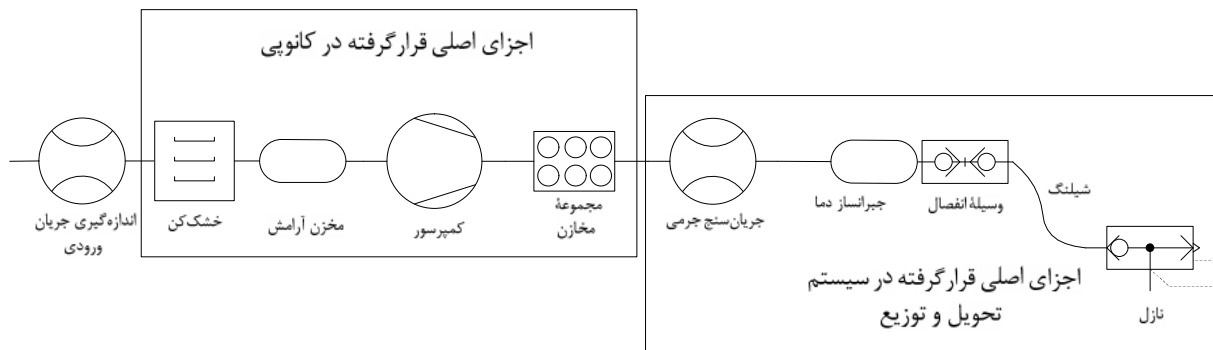 اجزای اصلی قرارگرفته در کانوپی
اندازه‌گیری جریان
ورودی
خشک‌کن
مخزن آرامش
کمپرسور
مجموعهٔ
مخازن
جریان‌سنج جرمی
جبرانساز دما
وسیلهٔ انفصال
شیلنگ
نازل
اجزای اصلی قرارگرفته در سیستم
تحویل و توزیع